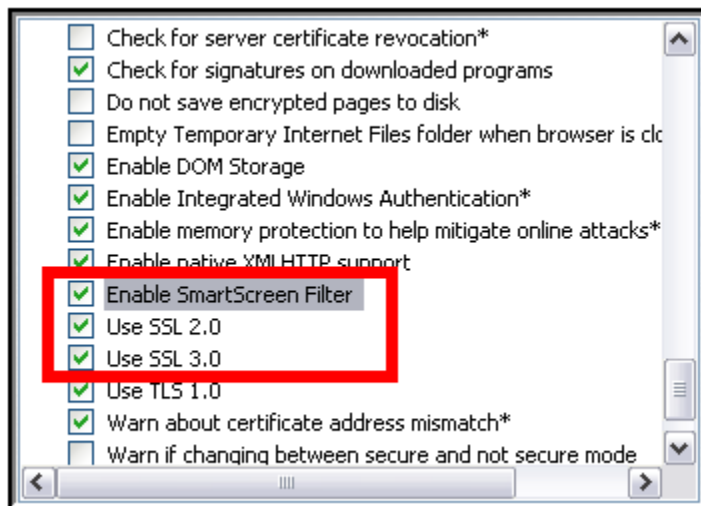 Check for server certificate revocation*
Check for signatures on downloaded programs
Do not save encrypted pages to disk
Empty Temporary Internet Files folder when browser is clo
Enable DOM Storage
Enable Integrated Windows Authentication*
Enable memory protection to help mitigate online attacks*
Enable native XMLHTTP support
Enable SmartScreen Filter
Use SSL 2.0
Use SSL 3.0
Use TLS 1.0
Warn about certificate address mismatch*
Warn if changing between secure and not secure mode